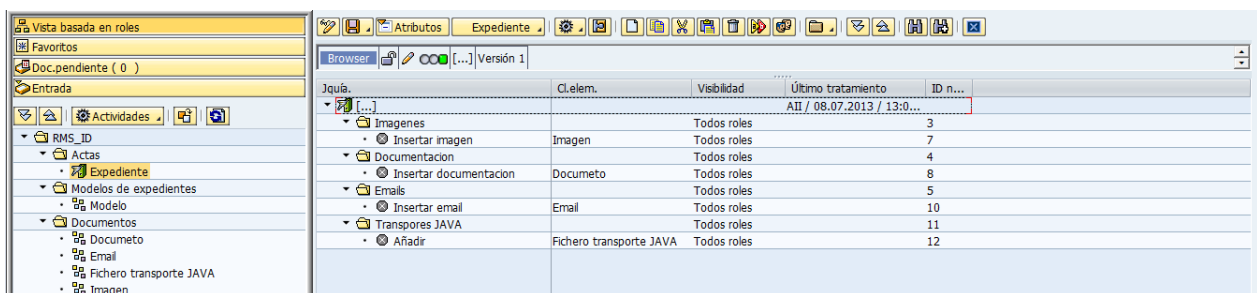 Vista basada en roles
Favoritos
Doc.pendiente ( 0 )
Entrada
Actividades
RMS_ID
Actas
Expediente
Modelos de expedientes
Modelo
Documentos
Documeto
Email
Fichero transporte JAVA
Imagen
Atributos Expediente
Browser [...] Versión 1
Jquía. Cl.elem. Visibilidad Último tratamiento ID n...
[...] AII / 08.07.2013 / 13:0...
Imagenes Todos roles 3
Insertar imagen Imagen Todos roles 7
Documentacion Todos roles 4
Insertar documentacion Documeto Todos roles 8
Emails Todos roles 5
Insertar email Email Todos roles 10
Transpores JAVA Todos roles 11
Añadir Fichero transporte JAVA Todos roles 12